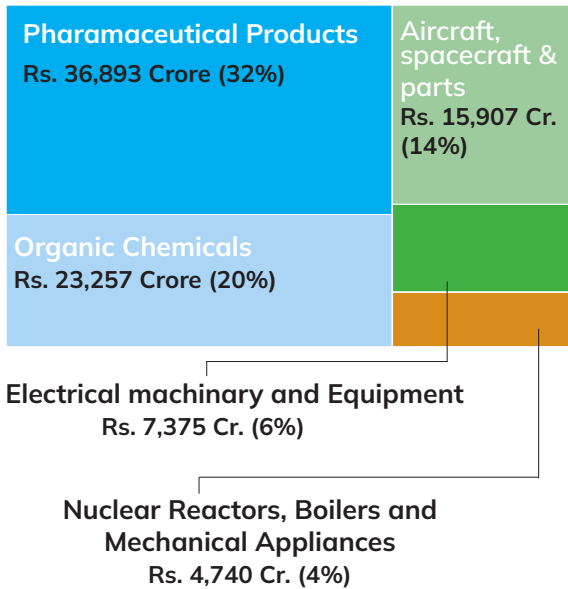 Pharamaceutical Products
Rs. 36,893 Crore (32%)
Aircraft,
spacecraft &
parts
Rs. 15,907 Cr.
(14%)
Organic Chemicals
Rs. 23,257 Crore (20%)
Electrical machinary and Equipment
Rs. 7,375 Cr. (6%)
Nuclear Reactors, Boilers and
Mechanical Appliances
Rs. 4,740 Cr. (4%)